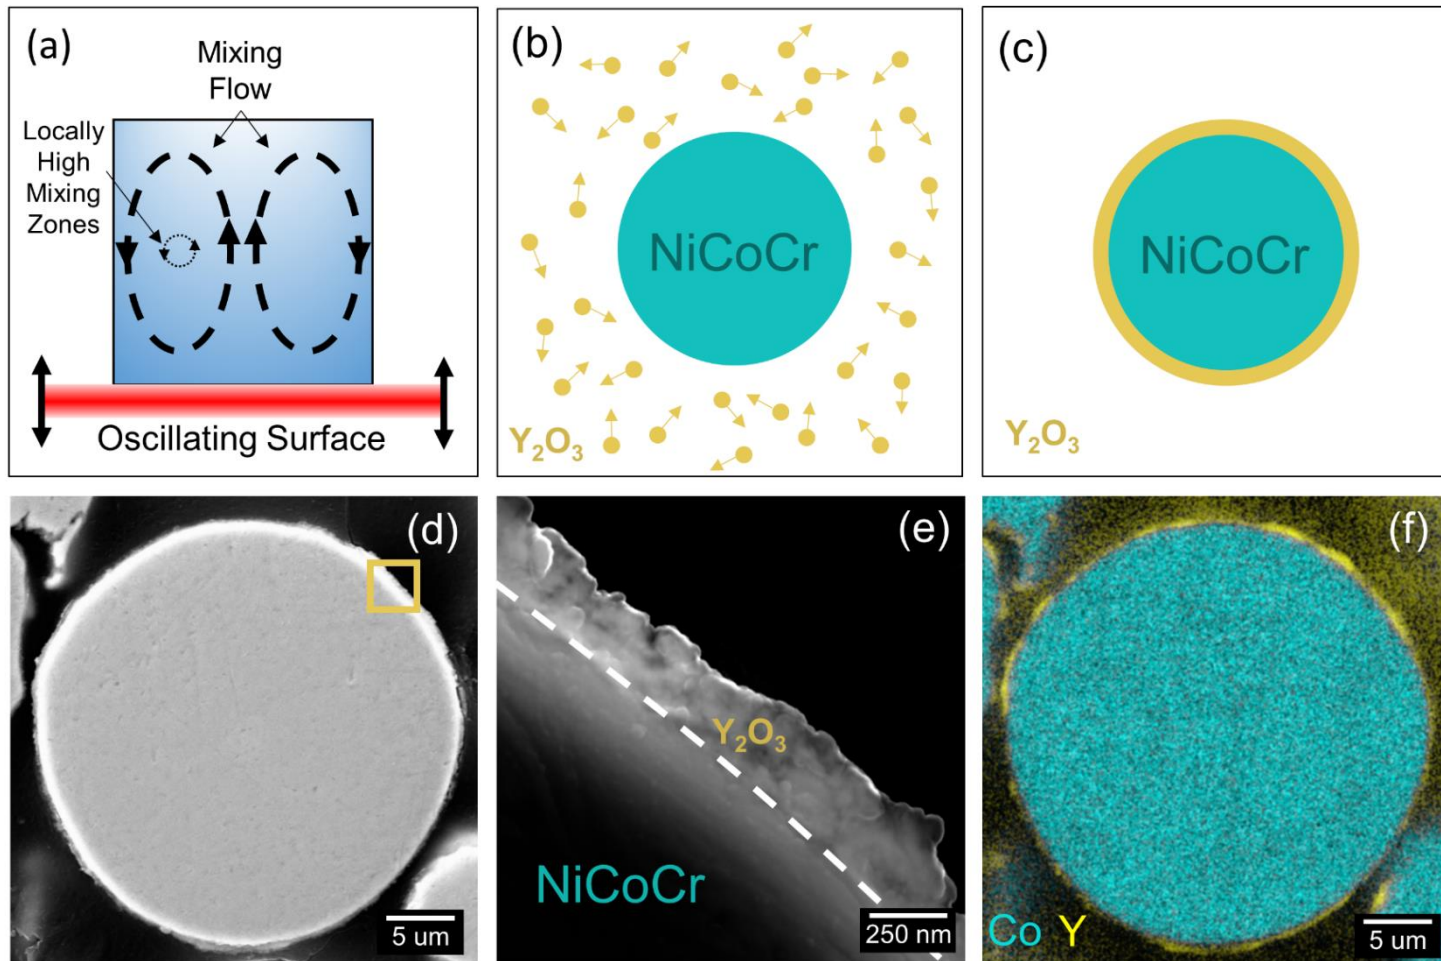 (a)
Mixing
Flow
Locally
High
Mixing
Zones
Oscillating Surface
(b)
NiCoCr
Y₂O₃
(c)
NiCoCr
Y₂O₃
(d)
5 um
(e)
Y₂O₃
NiCoCr
250 nm
(f)
Co Y
5 um